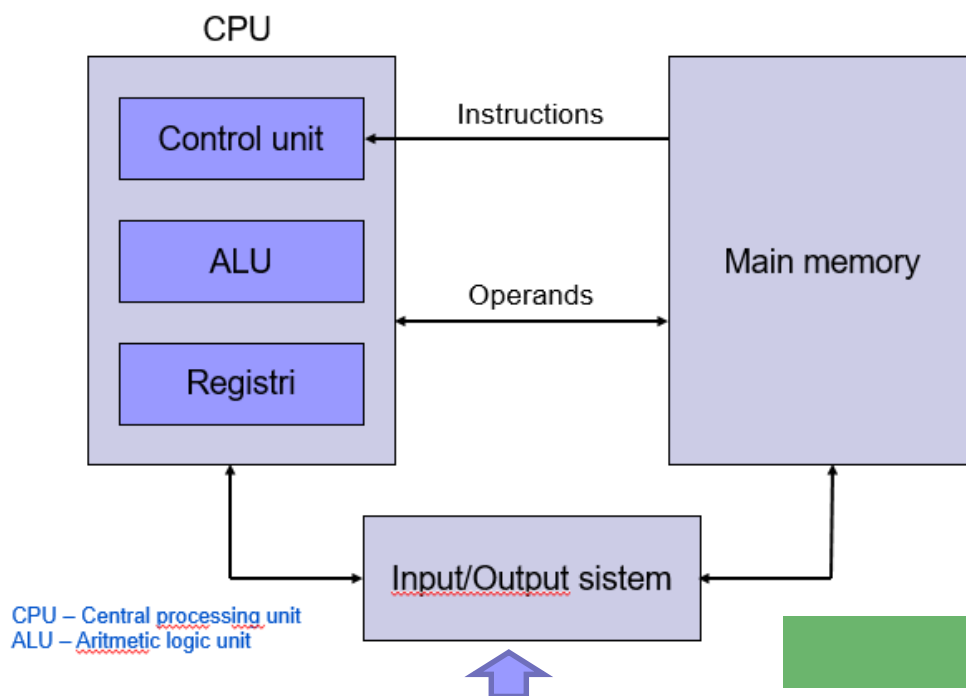 CPU
Control unit
Instructions
ALU
Main memory
Operands
Registri
Input/Output sistem
CPU – Central processing unit
ALU – Aritmetic logic unit